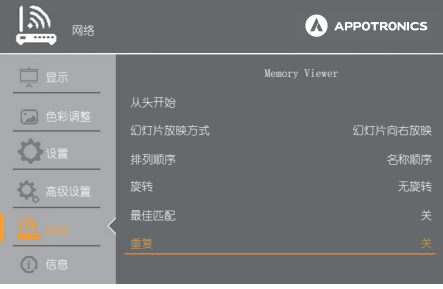 网络
APPOTRONICS
显示
色彩调整
设置
高级设置
网络
信息
Memory Viewer
从头开始
幻灯片放映方式 幻灯片向右放映
排列顺序 名称顺序
旋转 无旋转
最佳匹配 关
重复 关